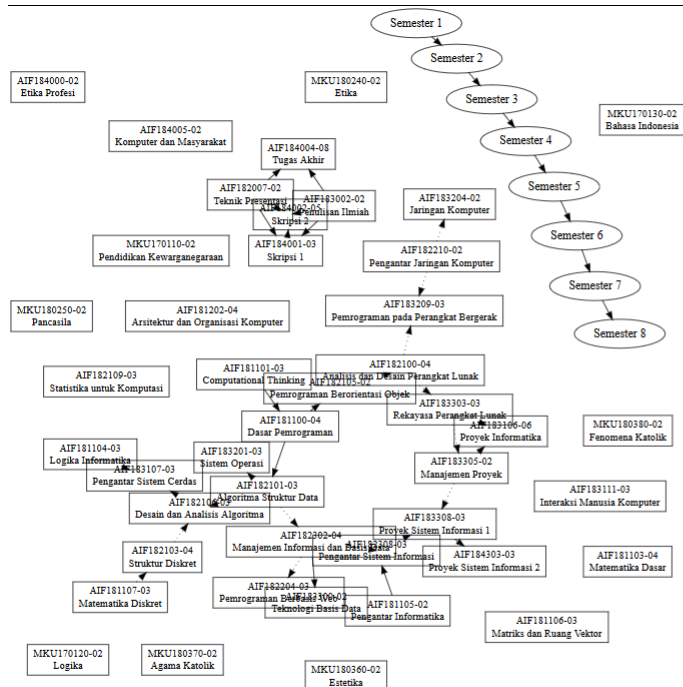 Semester 1
Semester 2
AIF184000-02
Etika Profesi
MKU180240-02
Etika
Semester 3
MKU170130-02
Bahasa Indonesia
AIF184005-02
Komputer dan Masyarakat
Semester 4
AIF184004-08
Tugas Akhir
Semester 5
AIF182007-02
Teknik Presentasi
AIF183002-02
Penulisan Ilmiah
AIF184002-05
Skripsi 2
AIF183204-02
Jaringan Komputer
Semester 6
MKU170110-02
Pendidikan Kewarganegaraan
AIF184001-03
Skripsi 1
AIF182210-02
Pengantar Jaringan Komputer
Semester 7
MKU180250-02
Pancasila
AIF181202-04
Arsitektur dan Organisasi Komputer
AIF183209-03
Pemrograman pada Perangkat Bergerak
Semester 8
AIF182109-03
Statistika untuk Komputasi
AIF181101-03
Computational Thinking
AIF182100-04
Analisis dan Desain Perangkat Lunak
AIF182105-02
Pemrograman Berorientasi Objek
AIF183303-03
Rekayasa Perangkat Lunak
AIF181100-04
Dasar Pemrograman
AIF183106-06
Proyek Informatika
MKU180380-02
Fenomena Katolik
AIF181104-03
Logika Informatika
AIF183201-03
Sistem Operasi
AIF183107-03
Pengantar Sistem Cerdas
AIF183305-02
Manajemen Proyek
AIF182101-03
Algoritma Struktur Data
AIF183111-03
Interaksi Manusia Komputer
Desain dan Analisis Algoritma
AIF183308-03
Proyek Sistem Informasi 1
AIF182302-04
Manajemen Informasi dan Basis Data
Pengantar Sistem Informasi
AIF182103-04
Struktur Diskret
AIF184303-03
Proyek Sistem Informasi 2
AIF181103-04
Matematika Dasar
AIF181107-03
Matematika Diskret
AIF182204-03
Pemrograman Berbasis Web
Teknologi Basis Data
AIF181105-02
Pengantar Informatika
AIF181106-03
Matriks dan Ruang Vektor
MKU170120-02
Logika
MKU180370-02
Agama Katolik
MKU180360-02
Estetika